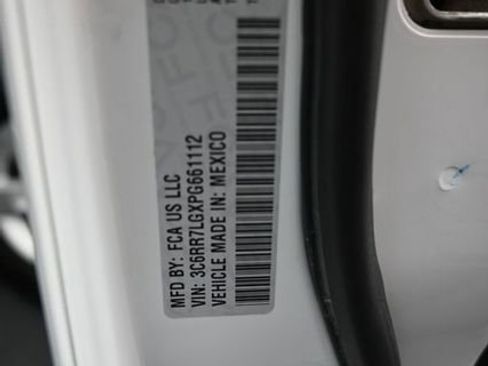 MFD BY: FCA US LLC
VIN: 3C6RR7LGXPG661112
VEHICLE MADE IN: MEXICO